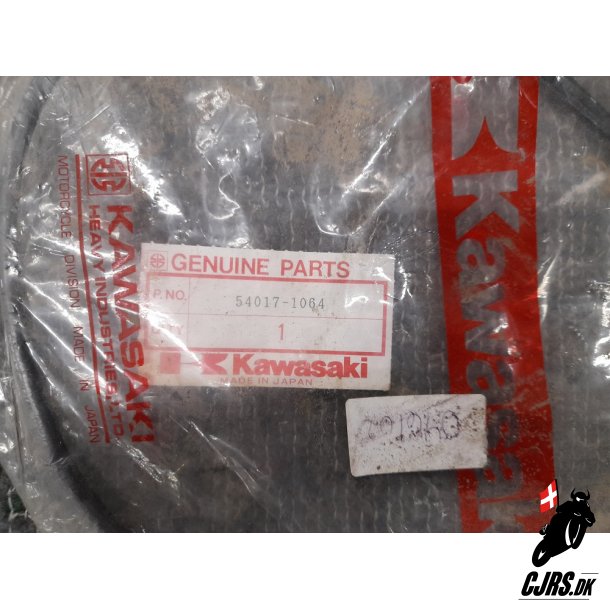 MOTORCYCLE DIVISION MADE IN JAPAN
HEAVY INDUSTRIES, LTD.
KAWASAKI
GENUINE PARTS
P. NO. 54017-1064
QTY 1
Kawasaki
MADE IN JAPAN
Kawasaki
CJRS.DK